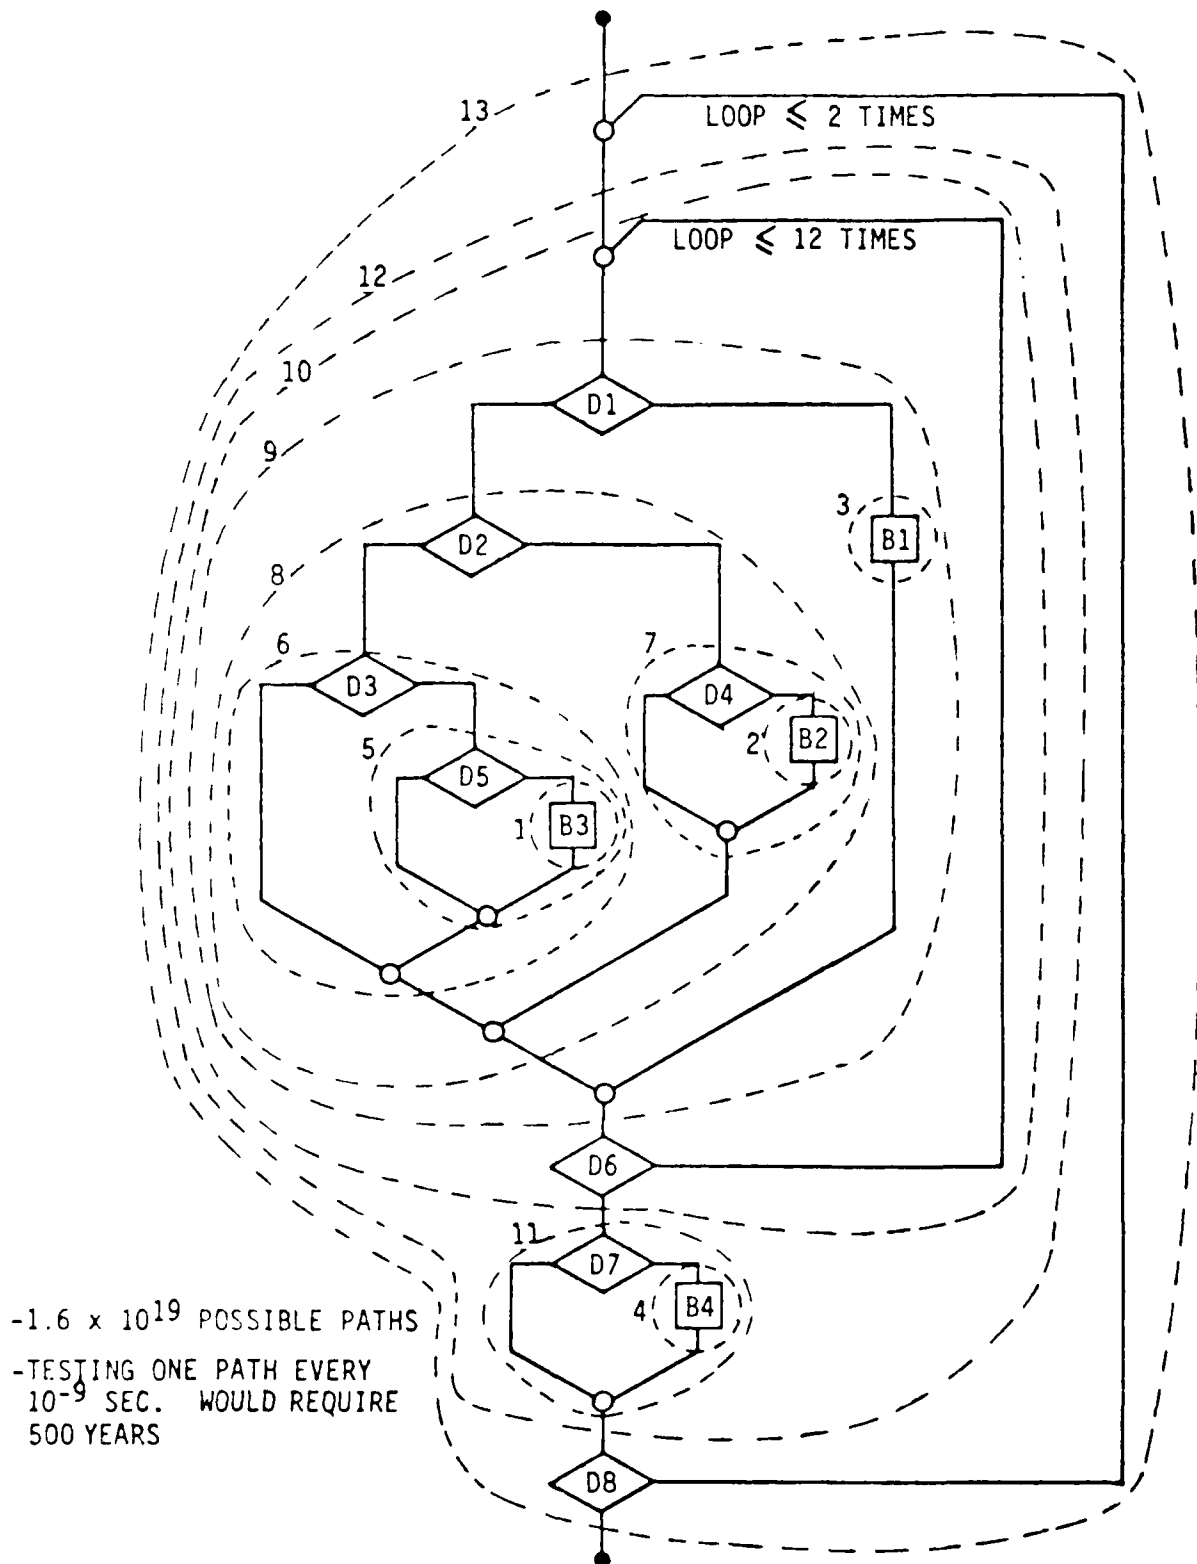 13
LOOP ≤ 2 TIMES
12
LOOP ≤ 12 TIMES
10
9
D1
3
B1
D2
8
6
7
D3
D4
2
B2
5
D5
1
B3
D6
11
D7
4
B4
-1.6 x 10¹⁹ POSSIBLE PATHS
-TESTING ONE PATH EVERY
10⁻⁹ SEC. WOULD REQUIRE
500 YEARS
D8